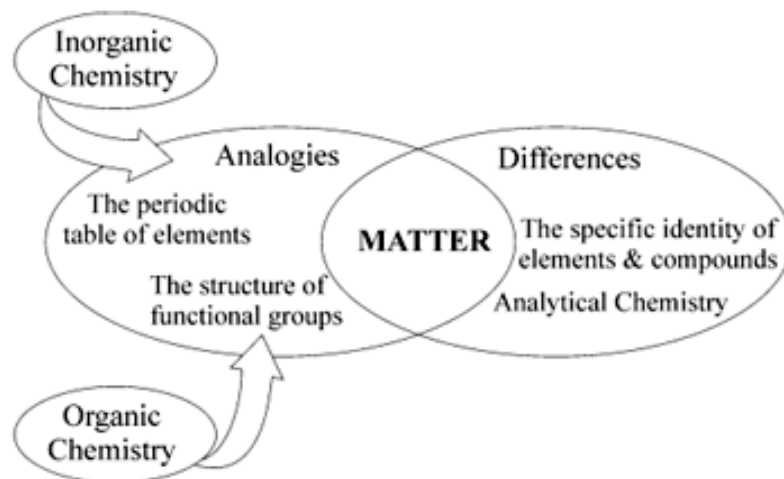 Inorganic
Chemistry
Analogies
Differences
The periodic
table of elements
MATTER
The specific identity of
elements & compounds
The structure of
functional groups
Analytical Chemistry
Organic
Chemistry